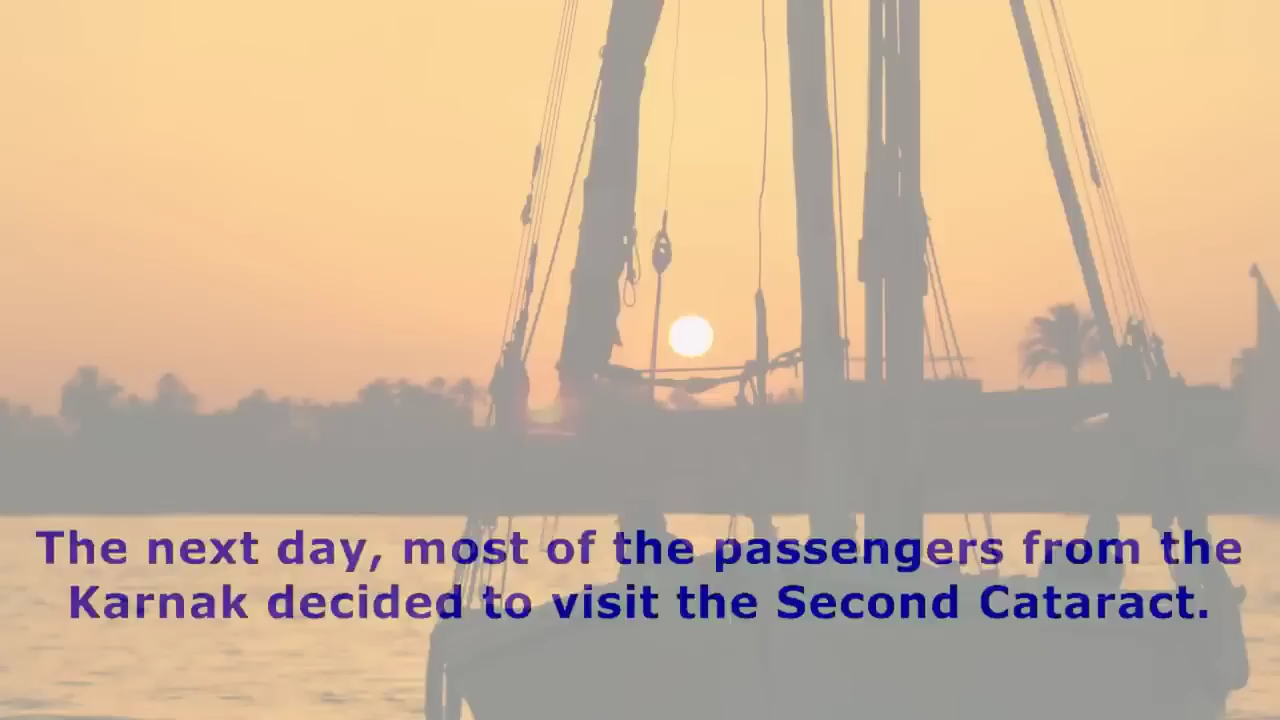 The next day, most of the passengers from the
Karnak decided to visit the Second Cataract.